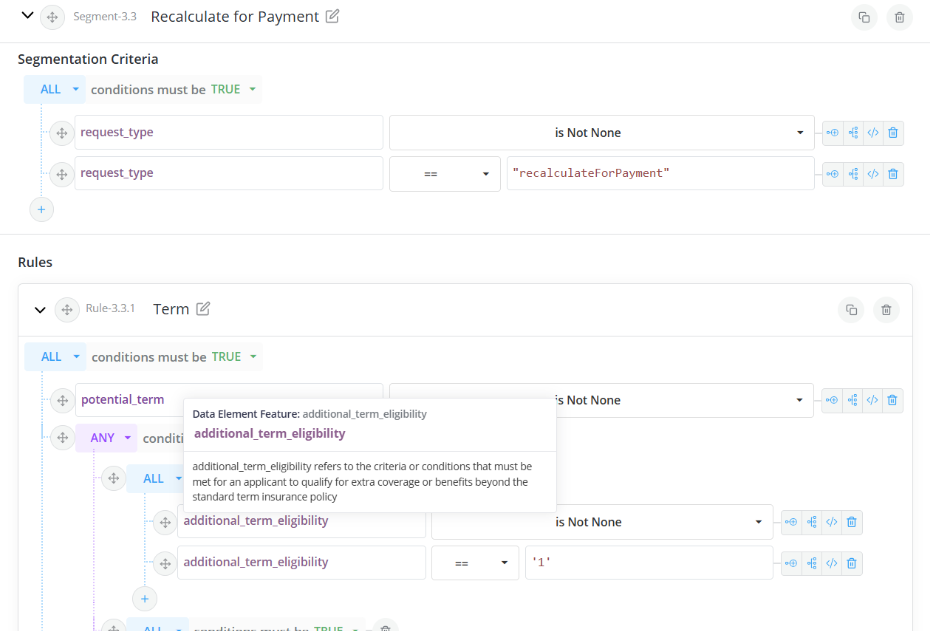 Segment-3.3 Recalculate for Payment
Segmentation Criteria
ALL conditions must be TRUE
request_type is Not None
request_type == "recalculateForPayment"
+
Rules
Rule-3.3.1 Term
ALL conditions must be TRUE
potential_term is Not None
ANY conditi
Data Element Feature: additional_term_eligibility
additional_term_eligibility
additional_term_eligibility refers to the criteria or conditions that must be
met for an applicant to qualify for extra coverage or benefits beyond the
standard term insurance policy
ALL
additional_term_eligibility is Not None
additional_term_eligibility == '1'
+
ALL conditions must be TRUE